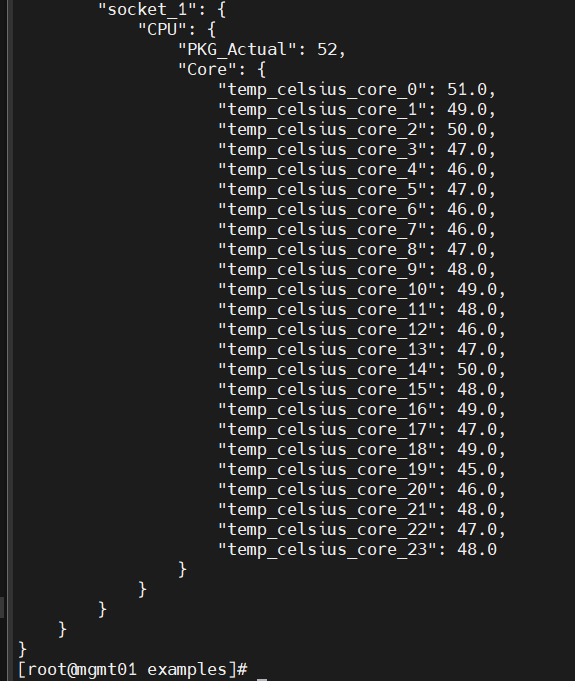 "socket_1": {
"CPU": {
"PKG_Actual": 52,
"Core": {
"temp_celsius_core_0": 51.0,
"temp_celsius_core_1": 49.0,
"temp_celsius_core_2": 50.0,
"temp_celsius_core_3": 47.0,
"temp_celsius_core_4": 46.0,
"temp_celsius_core_5": 47.0,
"temp_celsius_core_6": 46.0,
"temp_celsius_core_7": 46.0,
"temp_celsius_core_8": 47.0,
"temp_celsius_core_9": 48.0,
"temp_celsius_core_10": 49.0,
"temp_celsius_core_11": 48.0,
"temp_celsius_core_12": 46.0,
"temp_celsius_core_13": 47.0,
"temp_celsius_core_14": 50.0,
"temp_celsius_core_15": 48.0,
"temp_celsius_core_16": 49.0,
"temp_celsius_core_17": 47.0,
"temp_celsius_core_18": 49.0,
"temp_celsius_core_19": 45.0,
"temp_celsius_core_20": 46.0,
"temp_celsius_core_21": 48.0,
"temp_celsius_core_22": 47.0,
"temp_celsius_core_23": 48.0
}
}
}
}
}
[root@mgmt01 examples]#